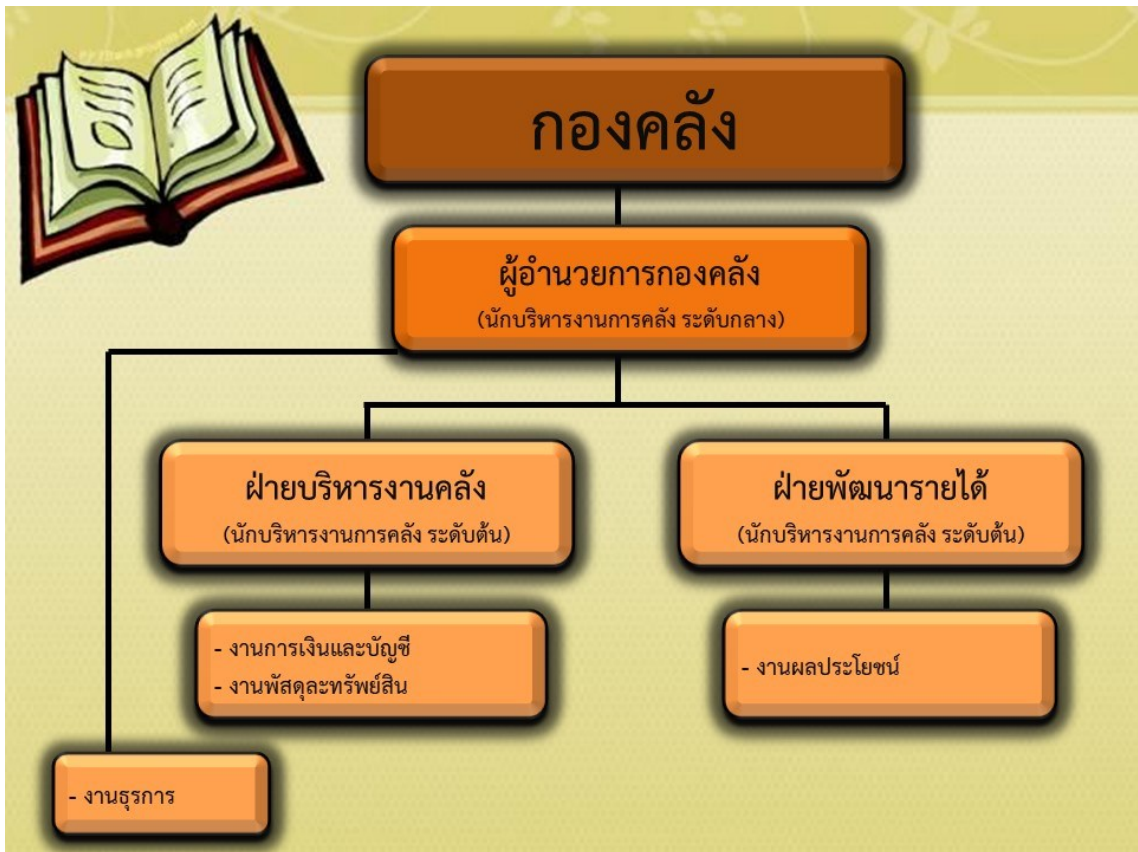 กองคลัง
ผู้อำนวยการกองคลัง
(นักบริหารงานการคลัง ระดับกลาง)
ฝ่ายบริหารงานคลัง
(นักบริหารงานการคลัง ระดับต้น)
ฝ่ายพัฒนารายได้
(นักบริหารงานการคลัง ระดับต้น)
- งานการเงินและบัญชี
- งานพัสดุละทรัพย์สิน
- งานผลประโยชน์
- งานธุรการ